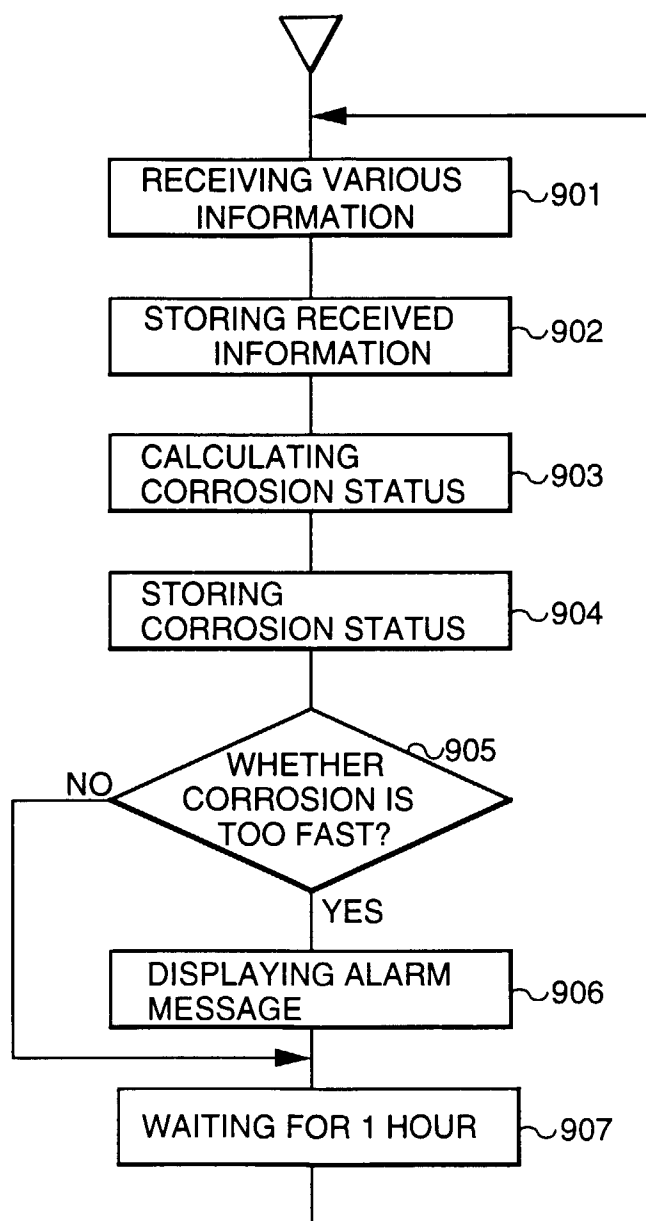 RECEIVING VARIOUS
INFORMATION
901
STORING RECEIVED
INFORMATION
902
CALCULATING
CORROSION STATUS
903
STORING
CORROSION STATUS
904
905
NO
WHETHER
CORROSION IS
TOO FAST?
YES
DISPLAYING ALARM
MESSAGE
906
WAITING FOR 1 HOUR
907